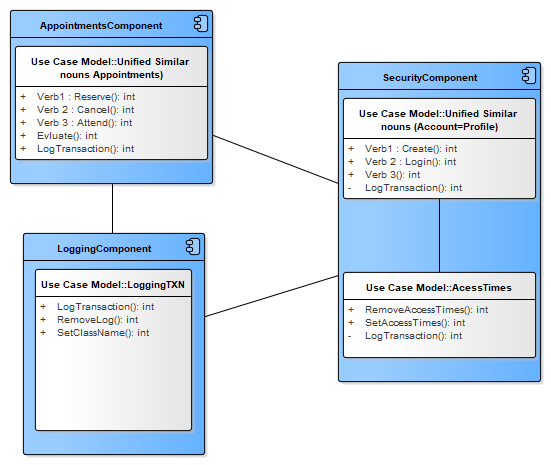 AppointmentsComponent
Use Case Model::Unified Similar
nouns Appointments)
+ Verb1 : Reserve(): int
+ Verb 2 : Cancel(): int
+ Verb 3 : Attend(): int
+ Evluate(): int
+ LogTransaction(): int
SecurityComponent
Use Case Model::Unified Similar
nouns (Account=Profile)
+ Verb1 : Create(): int
+ Verb 2 : Login(): int
+ Verb 3(): int
- LogTransaction(): int
LoggingComponent
Use Case Model::LoggingTXN
+ LogTransaction(): int
+ RemoveLog(): int
+ SetClassName(): int
Use Case Model::AcessTimes
+ RemoveAccessTimes(): int
+ SetAccessTimes(): int
- LogTransaction(): int